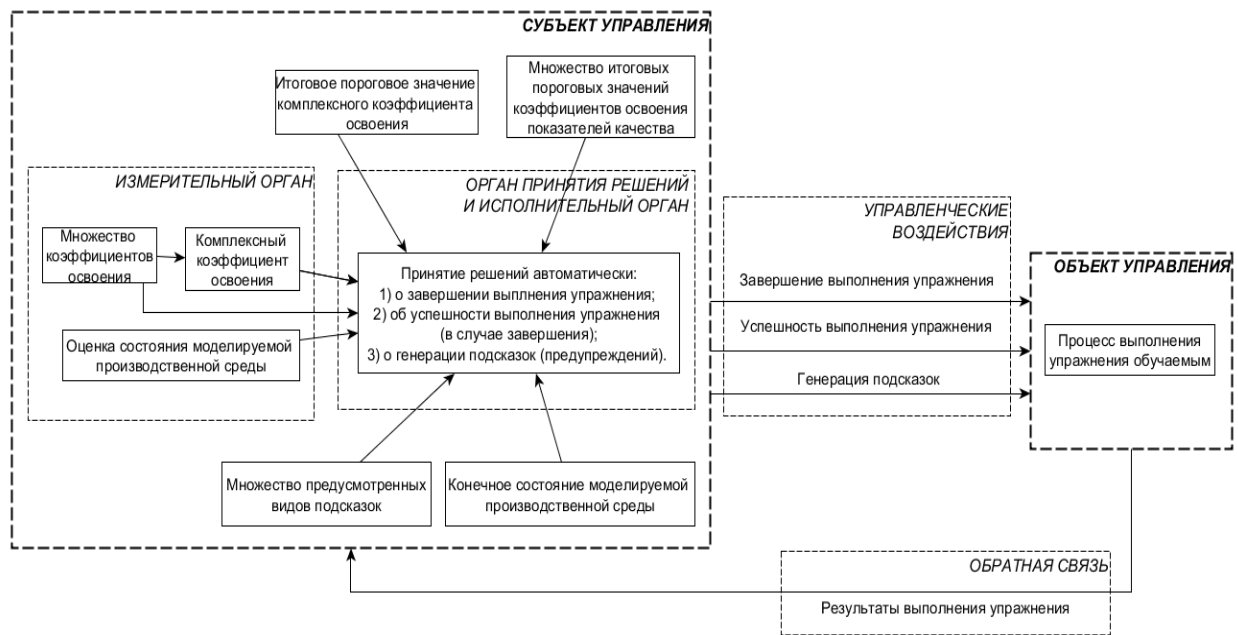 СУБЪЕКТ УПРАВЛЕНИЯ
Итоговое пороговое значение
комплексного коэффициента
освоения
Множество итоговых
пороговых значений
коэффициентов освоения
показателей качества
ИЗМЕРИТЕЛЬНЫЙ ОРГАН
Множество
коэффициентов
освоения
Комплексный
коэффициент
освоения
Оценка состояния моделируемой
производственной среды
ОРГАН ПРИНЯТИЯ РЕШЕНИЙ
И ИСПОЛНИТЕЛЬНЫЙ ОРГАН
Принятие решений автоматически:
1) о завершении выплнения упражнения;
2) об успешности выполнения упражнения
(в случае завершения);
3) о генерации подсказок (предупреждений).
Множество предусмотренных
видов подсказок
Конечное состояние моделируемой
производственной среды
УПРАВЛЕНЧЕСКИЕ
ВОЗДЕЙСТВИЯ
Завершение выполнения упражнения
Успешность выполнения упражнения
Генерация подсказок
ОБЪЕКТ УПРАВЛЕНИЯ
Процесс выполнения
упражнения обучаемым
ОБРАТНАЯ СВЯЗЬ
Результаты выполнения упражнения